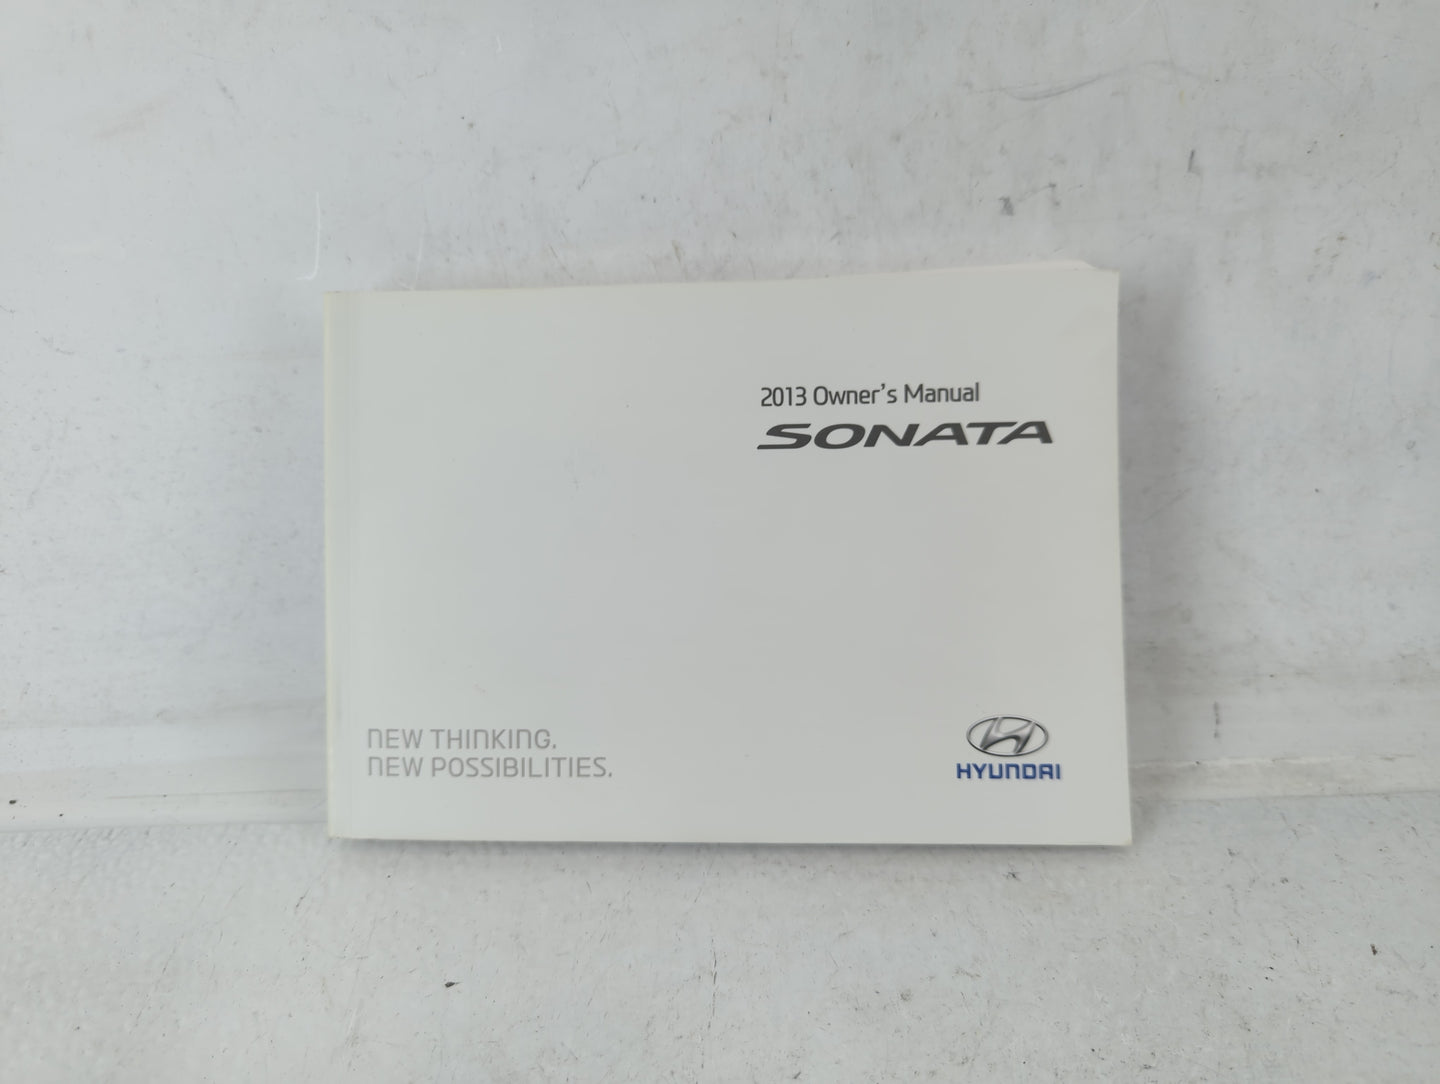 2013 Owner's Manual
SONATA
NEW THINKING.
NEW POSSIBILITIES.
HYUNDAI